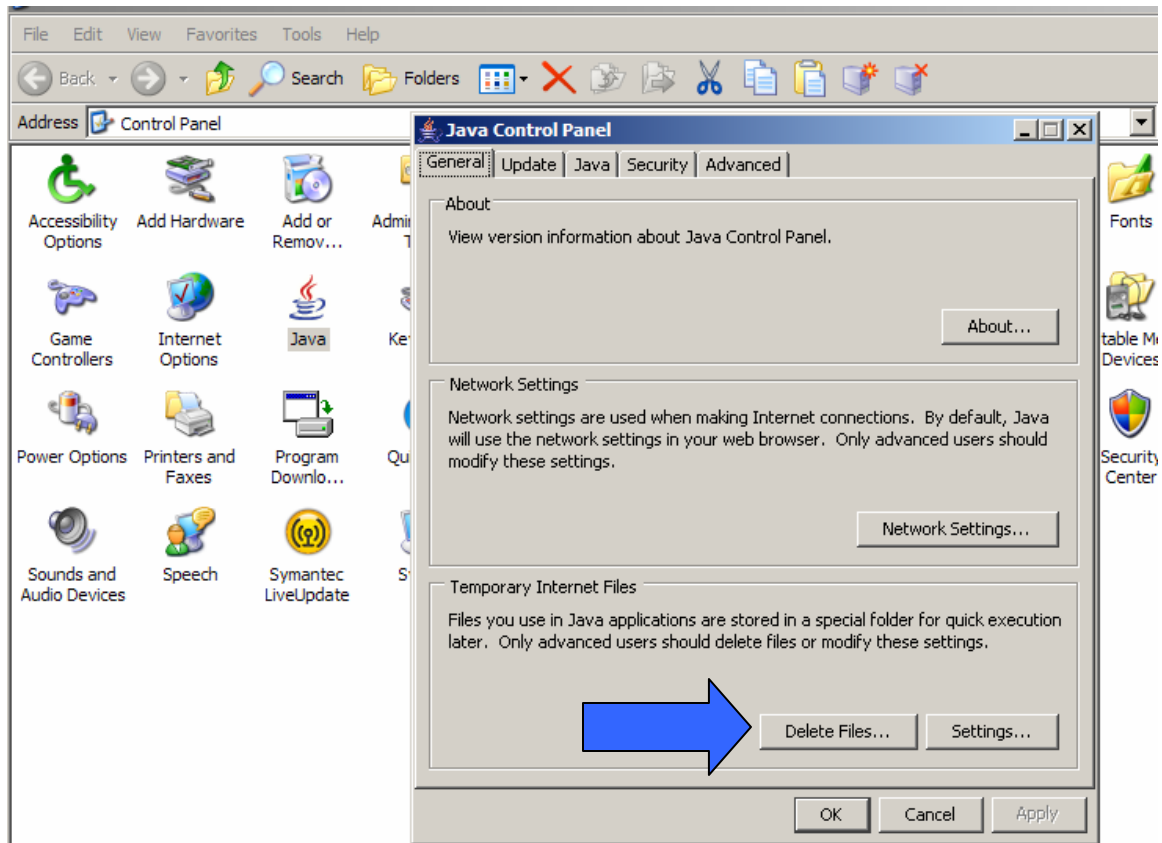 File Edit View Favorites Tools Help
Back Search Folders
Address Control Panel
Accessibility Options
Add Hardware
Add or Remov...
Fonts
Game Controllers
Internet Options
Java
Devices
Power Options
Printers and Faxes
Program Downlo...
Security Center
Sounds and Audio Devices
Speech
Symantec LiveUpdate
Java Control Panel
General Update Java Security Advanced
About
View version information about Java Control Panel.
About...
Network Settings
Network settings are used when making Internet connections. By default, Java
will use the network settings in your web browser. Only advanced users should
modify these settings.
Network Settings...
Temporary Internet Files
Files you use in Java applications are stored in a special folder for quick execution
later. Only advanced users should delete files or modify these settings.
Delete Files... Settings...
OK Cancel Apply